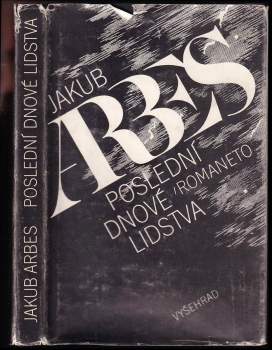 JAKUB ARBES POSLEDNÍ DNOVÉ LIDSTVA
JAKUB
ARBES
POSLEDNÍ
DNOVÉ /ROMANETO
LIDSTVA
VYŠEHRAD